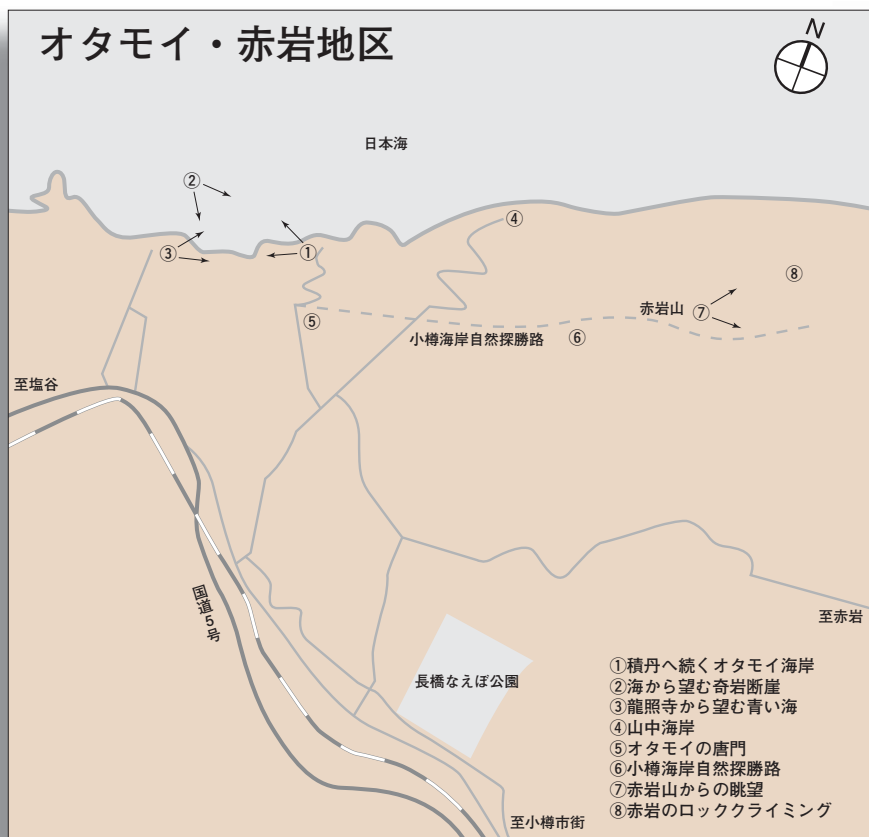 オタモイ・赤岩地区
N
日本海
②
④
③
①
⑧
赤岩山
⑦
⑤
小樽海岸自然探勝路
⑥
至塩谷
国道5号
至赤岩
長橋なえぼ公園
①積丹へ続くオタモイ海岸
②海から望む奇岩断崖
③龍照寺から望む青い海
④山中海岸
⑤オタモイの唐門
⑥小樽海岸自然探勝路
⑦赤岩山からの眺望
⑧赤岩のロッククライミング
至小樽市街